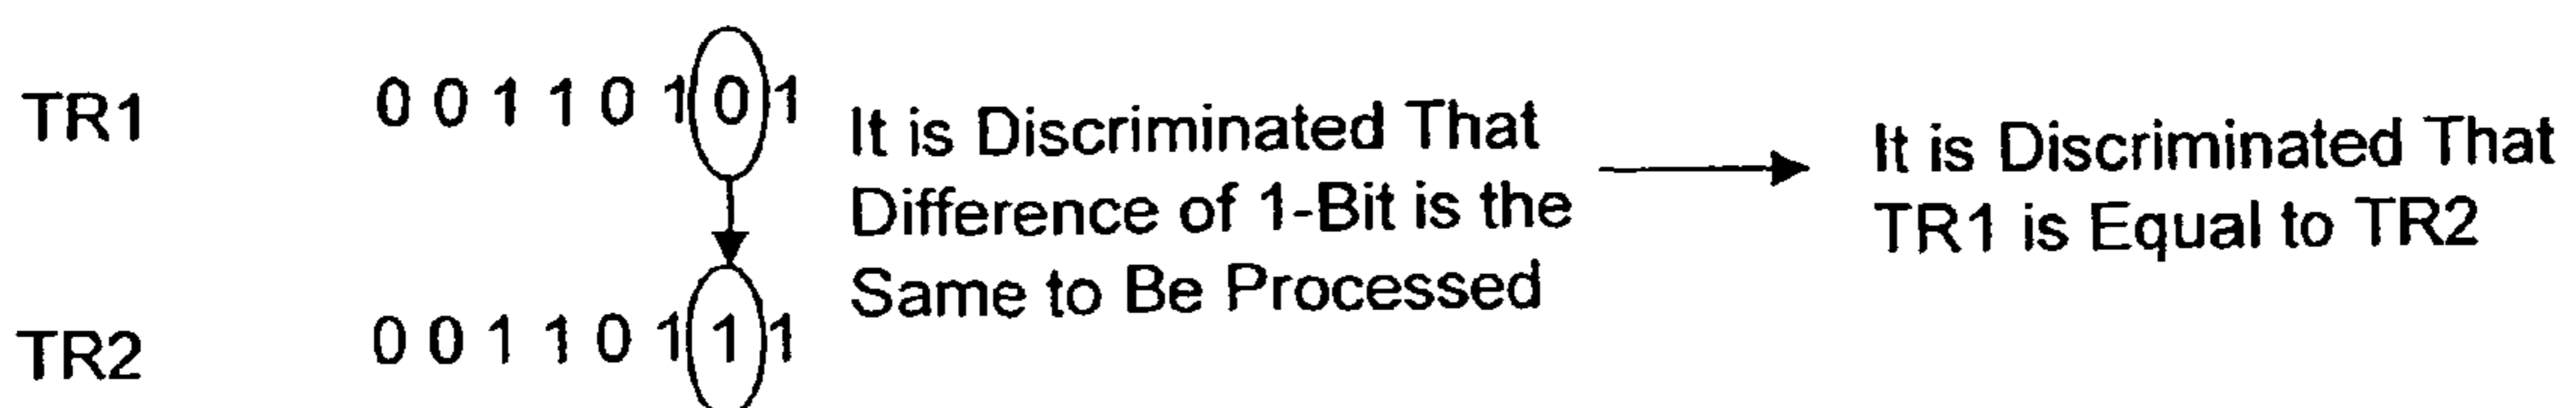 TR1 0 0 1 1 0 1 0 1
It is Discriminated That
Difference of 1-Bit is the
Same to Be Processed
It is Discriminated That
TR1 is Equal to TR2
TR2 0 0 1 1 0 1 1 1